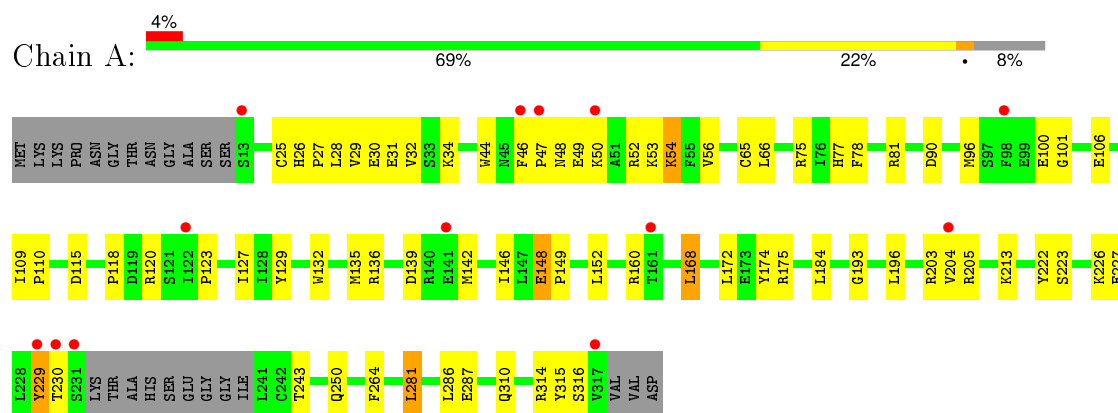 4%
Chain A:
69% 22% • 8%
MET LYS LYS PRO ASN GLY THR ASN GLY ALA SER SER S13 C25 H26 P27 L28 V29 E30 E31 V32 S33 K34 W44 N45 F46 P47 N48 E49 K50 A51 R52 K53 K54 F55 V56 C65 L66 R75 I76 H77 F78 R81 D90 M96 S97 F98 E99 E100 G101 E106
I109 P110 D115 P118 D119 R120 S121 I122 P123 I127 I128 Y129 W132 M135 R136 D139 R140 E141 M142 I146 L147 E148 P149 L152 R160 T161 L168 L172 E173 Y174 R175 L184 G193 L196 R203 V204 R205 K213 Y222 S223 K226 E227
L228 Y229 T230 S231 LYS THR ALA HIS SER GLU GLY GLY ILE L241 C242 T243 Q250 F264 L281 L286 E287 Q310 R314 Y315 S316 V317 VAL VAL ASP